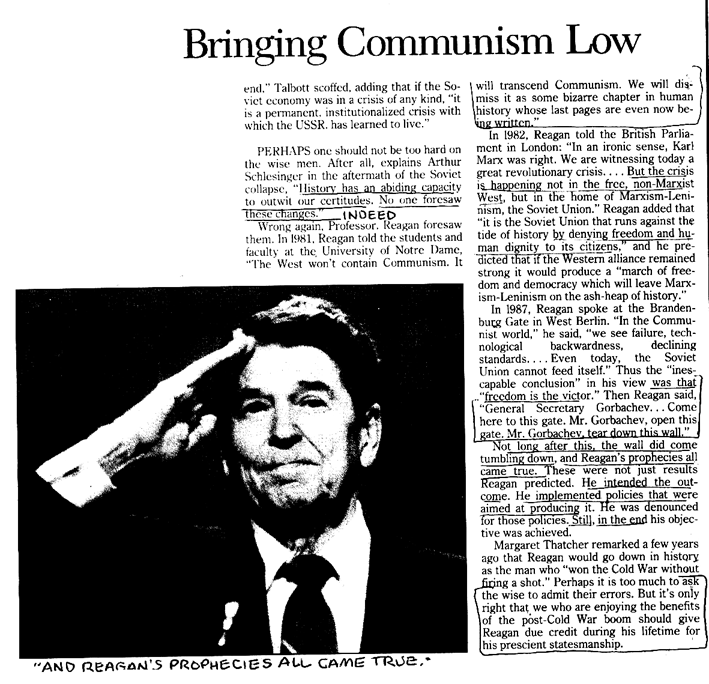 Bringing Communism Low
end," Talbott scoffed, adding that if the So-
viet economy was in a crisis of any kind, "it
is a permanent, institutionalized crisis with
which the USSR has learned to live."
PERHAPS one should not be too hard on
the wise men. After all, explains Arthur
Schlesinger in the aftermath of the Soviet
collapse, "History has an abiding capacity
to outwit our certitudes. No one foresaw
these changes." INDEED
Wrong again, Professor. Reagan foresaw
them. In 1981, Reagan told the students and
faculty at the University of Notre Dame,
"The West won't contain Communism. It
will transcend Communism. We will dis-
miss it as some bizarre chapter in human
history whose last pages are even now be-
ing written."
In 1982, Reagan told the British Parlia-
ment in London: "In an ironic sense, Karl
Marx was right. We are witnessing today a
great revolutionary crisis. . . . But the crisis
is happening not in the free, non-Marxist
West, but in the home of Marxism-Leni-
nism, the Soviet Union." Reagan added that
"it is the Soviet Union that runs against the
tide of history by denying freedom and hu-
man dignity to its citizens," and he pre-
dicted that if the Western alliance remained
strong it would produce a "march of free-
dom and democracy which will leave Marx-
ism-Leninism on the ash-heap of history."
In 1987, Reagan spoke at the Branden-
burg Gate in West Berlin. "In the Commu-
nist world," he said, "we see failure, tech-
nological backwardness, declining
standards. . . . Even today, the Soviet
Union cannot feed itself." Thus the "ines-
capable conclusion" in his view was that
"freedom is the victor." Then Reagan said,
"General Secretary Gorbachev. . . Come
here to this gate. Mr. Gorbachev, open this
gate. Mr. Gorbachev, tear down this wall."
Not long after this, the wall did come
tumbling down, and Reagan's prophecies all
came true. These were not just results
Reagan predicted. He intended the out-
come. He implemented policies that were
aimed at producing it. He was denounced
for those policies. Still, in the end his objec-
tive was achieved.
Margaret Thatcher remarked a few years
ago that Reagan would go down in history
as the man who "won the Cold War without
firing a shot." Perhaps it is too much to ask
the wise to admit their errors. But it's only
right that we who are enjoying the benefits
of the post-Cold War boom should give
Reagan due credit during his lifetime for
his prescient statesmanship.
"AND REAGAN'S PROPHECIES ALL CAME TRUE."